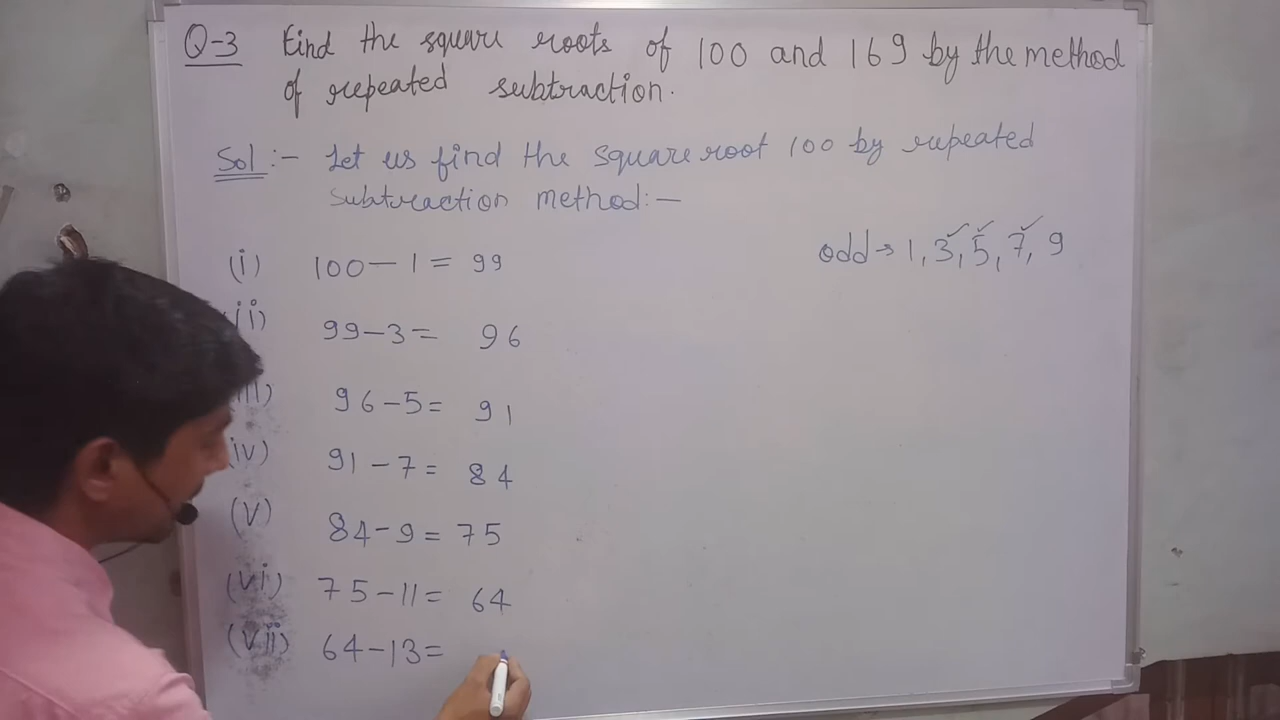 Q-3 Find the square roots of 100 and 169 by the method
of repeated subtraction.
Sol:- Let us find the square root 100 by repeated
subtraction method:-
odd→ 1, 3, 5, 7, 9
(i) 100-1= 99
(ii) 99-3= 96
(iii) 96-5= 91
(iv) 91-7= 84
(v) 84-9= 75
(vi) 75-11= 64
(vii) 64-13=